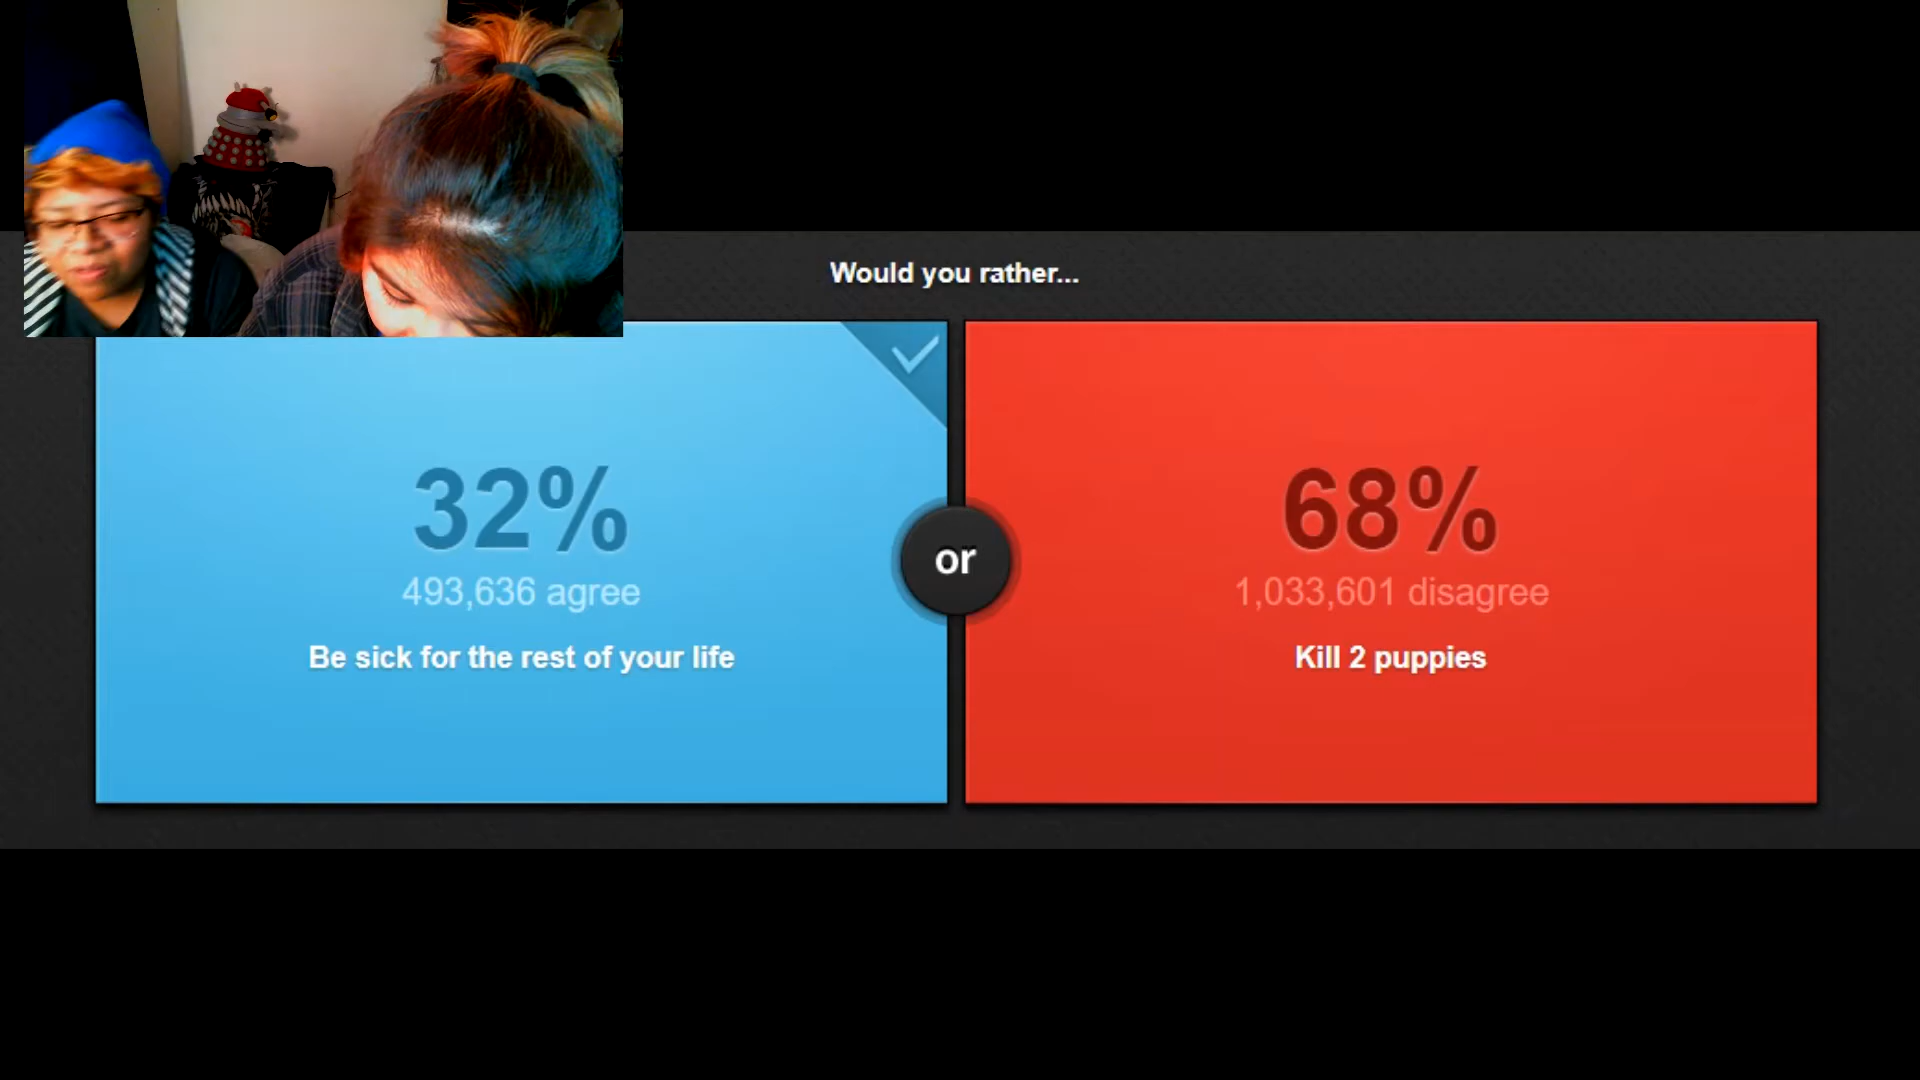 Would you rather...
32%
493,636 agree
Be sick for the rest of your life
or
68%
1,033,601 disagree
Kill 2 puppies